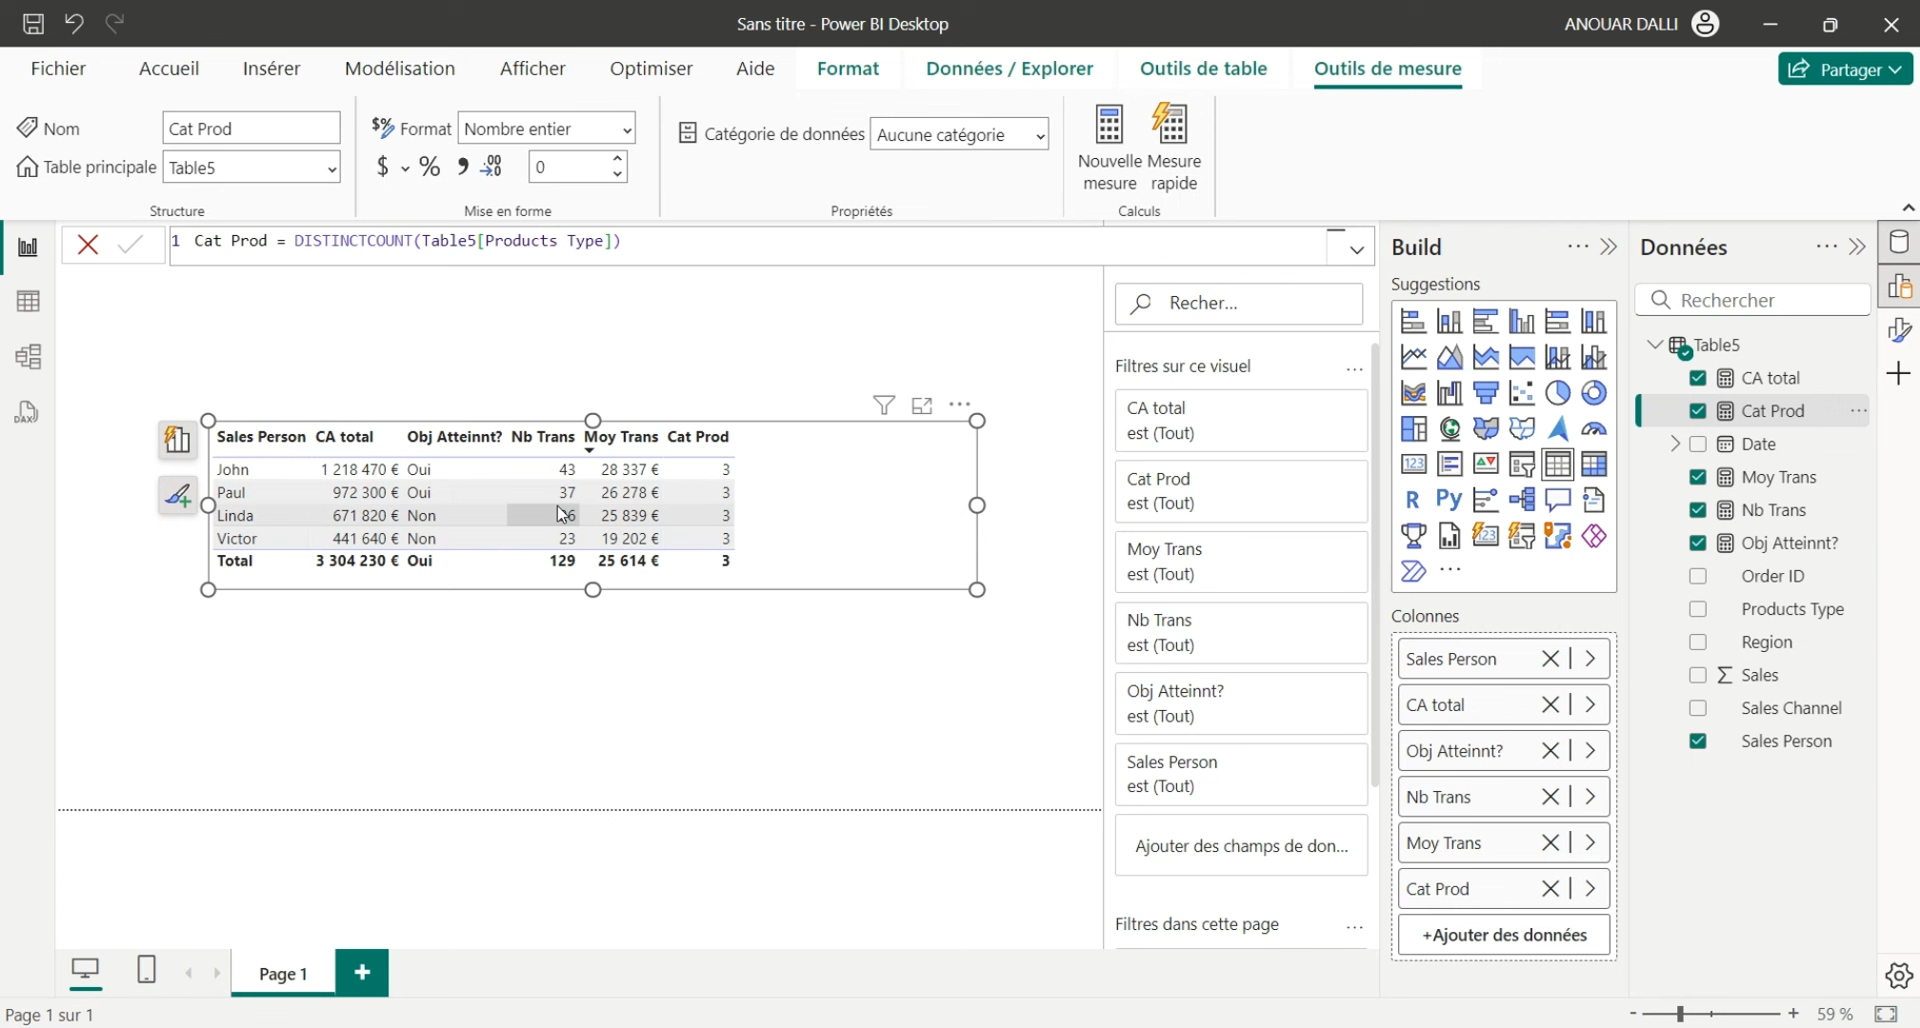 Sans titre - Power BI Desktop
ANOUAR DALLI
Fichier Accueil Insérer Modélisation Afficher Optimiser Aide Format Données / Explorer Outils de table Outils de mesure
Partager
Nom Cat Prod
Table principale Table5
Structure
Format Nombre entier
$ % 0
Mise en forme
Catégorie de données Aucune catégorie
Propriétés
Nouvelle mesure
Mesure rapide
Calculs
1 Cat Prod = DISTINCTCOUNT(Table5[Products Type])
DAX
Sales Person CA total Obj Atteinnt? Nb Trans Moy Trans Cat Prod
John 1 218 470 € Oui 43 28 337 € 3
Paul 972 300 € Oui 37 26 278 € 3
Linda 671 820 € Non 6 25 839 € 3
Victor 441 640 € Non 23 19 202 € 3
Total 3 304 230 € Oui 129 25 614 € 3
Recher...
Filtres sur ce visuel
CA total
est (Tout)
Cat Prod
est (Tout)
Moy Trans
est (Tout)
Nb Trans
est (Tout)
Obj Atteinnt?
est (Tout)
Sales Person
est (Tout)
Ajouter des champs de don...
Filtres dans cette page
Build
Suggestions
123
R Py
Colonnes
Sales Person
CA total
Obj Atteinnt?
Nb Trans
Moy Trans
Cat Prod
+Ajouter des données
Données
Rechercher
Table5
CA total
Cat Prod
Date
Moy Trans
Nb Trans
Obj Atteinnt?
Order ID
Products Type
Region
Sales
Sales Channel
Sales Person
Page 1
Page 1 sur 1
59 %